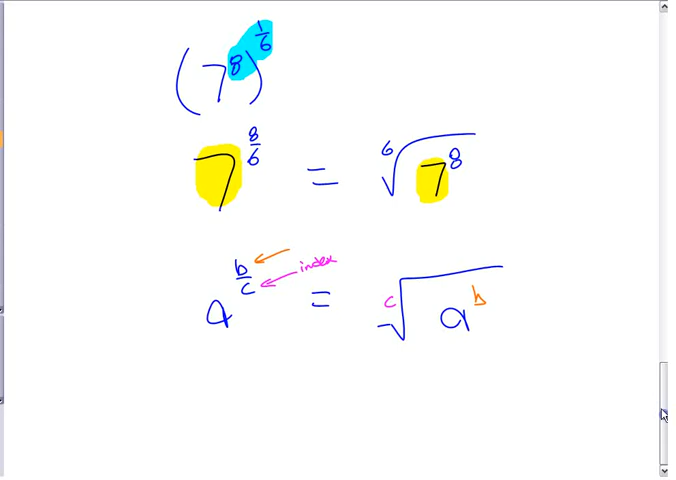 (7^8)^(1/6)
7^(8/6) = ⁶√(7^8)
a^(b/c) index = ᶜ√(a^b)